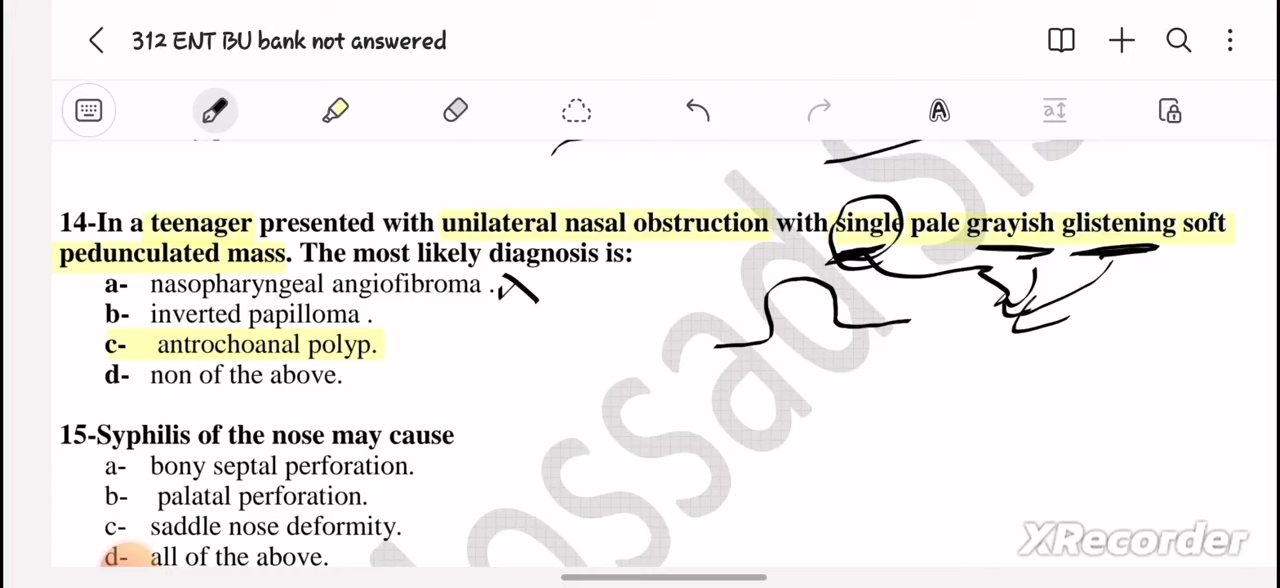 312 ENT BU bank not answered
14-In a teenager presented with unilateral nasal obstruction with single pale grayish glistening soft
pedunculated mass. The most likely diagnosis is:
a- nasopharyngeal angiofibroma .
b- inverted papilloma .
c- antrochoanal polyp.
d- non of the above.
15-Syphilis of the nose may cause
a- bony septal perforation.
b- palatal perforation.
c- saddle nose deformity.
d- all of the above.
XRecorder